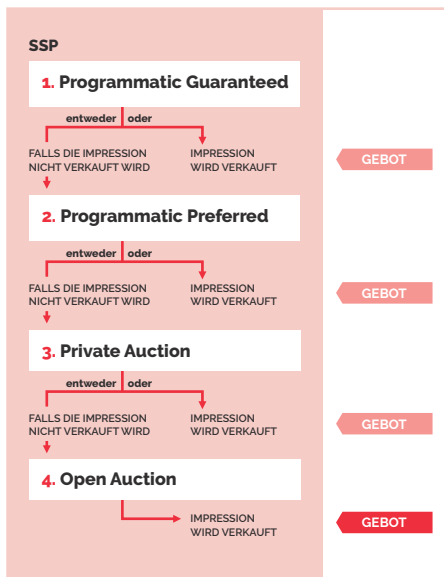 SSP
1. Programmatic Guaranteed
entweder oder
FALLS DIE IMPRESSION
NICHT VERKAUFT WIRD
IMPRESSION
WIRD VERKAUFT
GEBOT
2. Programmatic Preferred
entweder oder
FALLS DIE IMPRESSION
NICHT VERKAUFT WIRD
IMPRESSION
WIRD VERKAUFT
GEBOT
3. Private Auction
entweder oder
FALLS DIE IMPRESSION
NICHT VERKAUFT WIRD
IMPRESSION
WIRD VERKAUFT
GEBOT
4. Open Auction
IMPRESSION
WIRD VERKAUFT
GEBOT